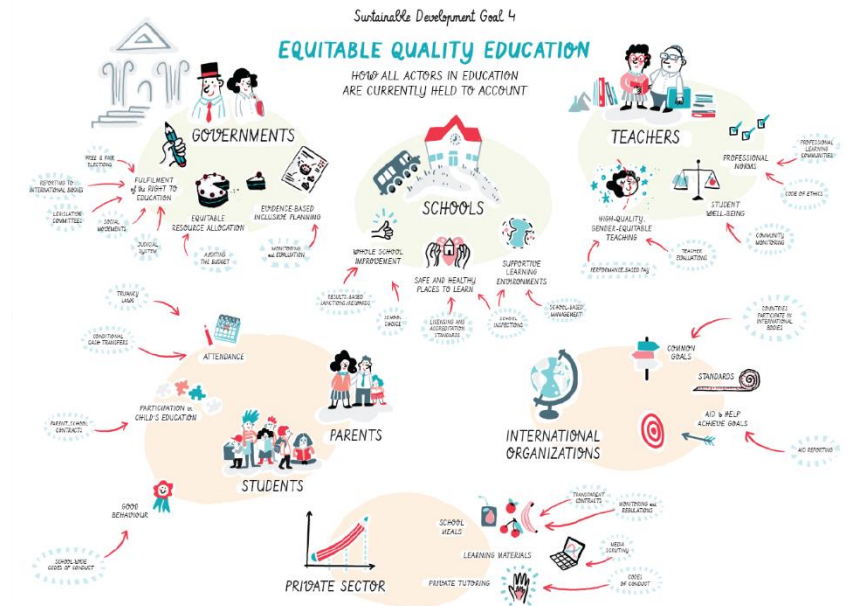 Sustainable Development Goal 4
EQUITABLE QUALITY EDUCATION
HOW ALL ACTORS IN EDUCATION
ARE CURRENTLY HELD TO ACCOUNT
GOVERNMENTS
FREE & FAIR
ELECTIONS
REPORTING TO
INTERNATIONAL BODIES
LEGISLATIVE
COMMITTEES
SOCIAL
MOVEMENTS
JUDICIAL
SYSTEM
FULFILMENT
of the RIGHT TO
EDUCATION
EQUITABLE
RESOURCE ALLOCATION
AUDITING
THE BUDGET
EVIDENCE-BASED
INCLUSIVE PLANNING
MONITORING
and EVALUATION
SCHOOLS
WHOLE SCHOOL
IMPROVEMENT
SAFE AND HEALTHY
PLACES TO LEARN
SUPPORTIVE
LEARNING
ENVIRONMENTS
RESULTS-BASED
SANCTIONS/REWARDS
SCHOOL
CHOICE
LICENSING AND
ACCREDITATION
STANDARDS
SCHOOL
INSPECTIONS
SCHOOL-BASED
MANAGEMENT
TEACHERS
PROFESSIONAL
NORMS
PROFESSIONAL
LEARNING
COMMUNITIES
CODE OF ETHICS
STUDENT
WELL-BEING
COMMUNITY
MONITORING
HIGH-QUALITY,
GENDER-EQUITABLE
TEACHING
TEACHER
EVALUATIONS
PERFORMANCE-BASED PAY
TRUANCY
LAWS
CONDITIONAL
CASH TRANSFERS
ATTENDANCE
PARTICIPATION in
CHILD'S EDUCATION
PARENT, SCHOOL
CONTRACTS
PARENTS
STUDENTS
GOOD
BEHAVIOUR
SCHOOL-WIDE
CODES OF CONDUCT
INTERNATIONAL
ORGANIZATIONS
COMMON
GOALS
COUNTRIES
PARTICIPATE IN
INTERNATIONAL
BODIES
STANDARDS
AID to HELP
ACHIEVE GOALS
AID REPORTING
PRIVATE SECTOR
SCHOOL
MEALS
TRANSPARENT
CONTRACTS
MONITORING and
REGULATIONS
LEARNING MATERIALS
MEDIA
SCRUTINY
PRIVATE TUTORING
CODES
OF CONDUCT